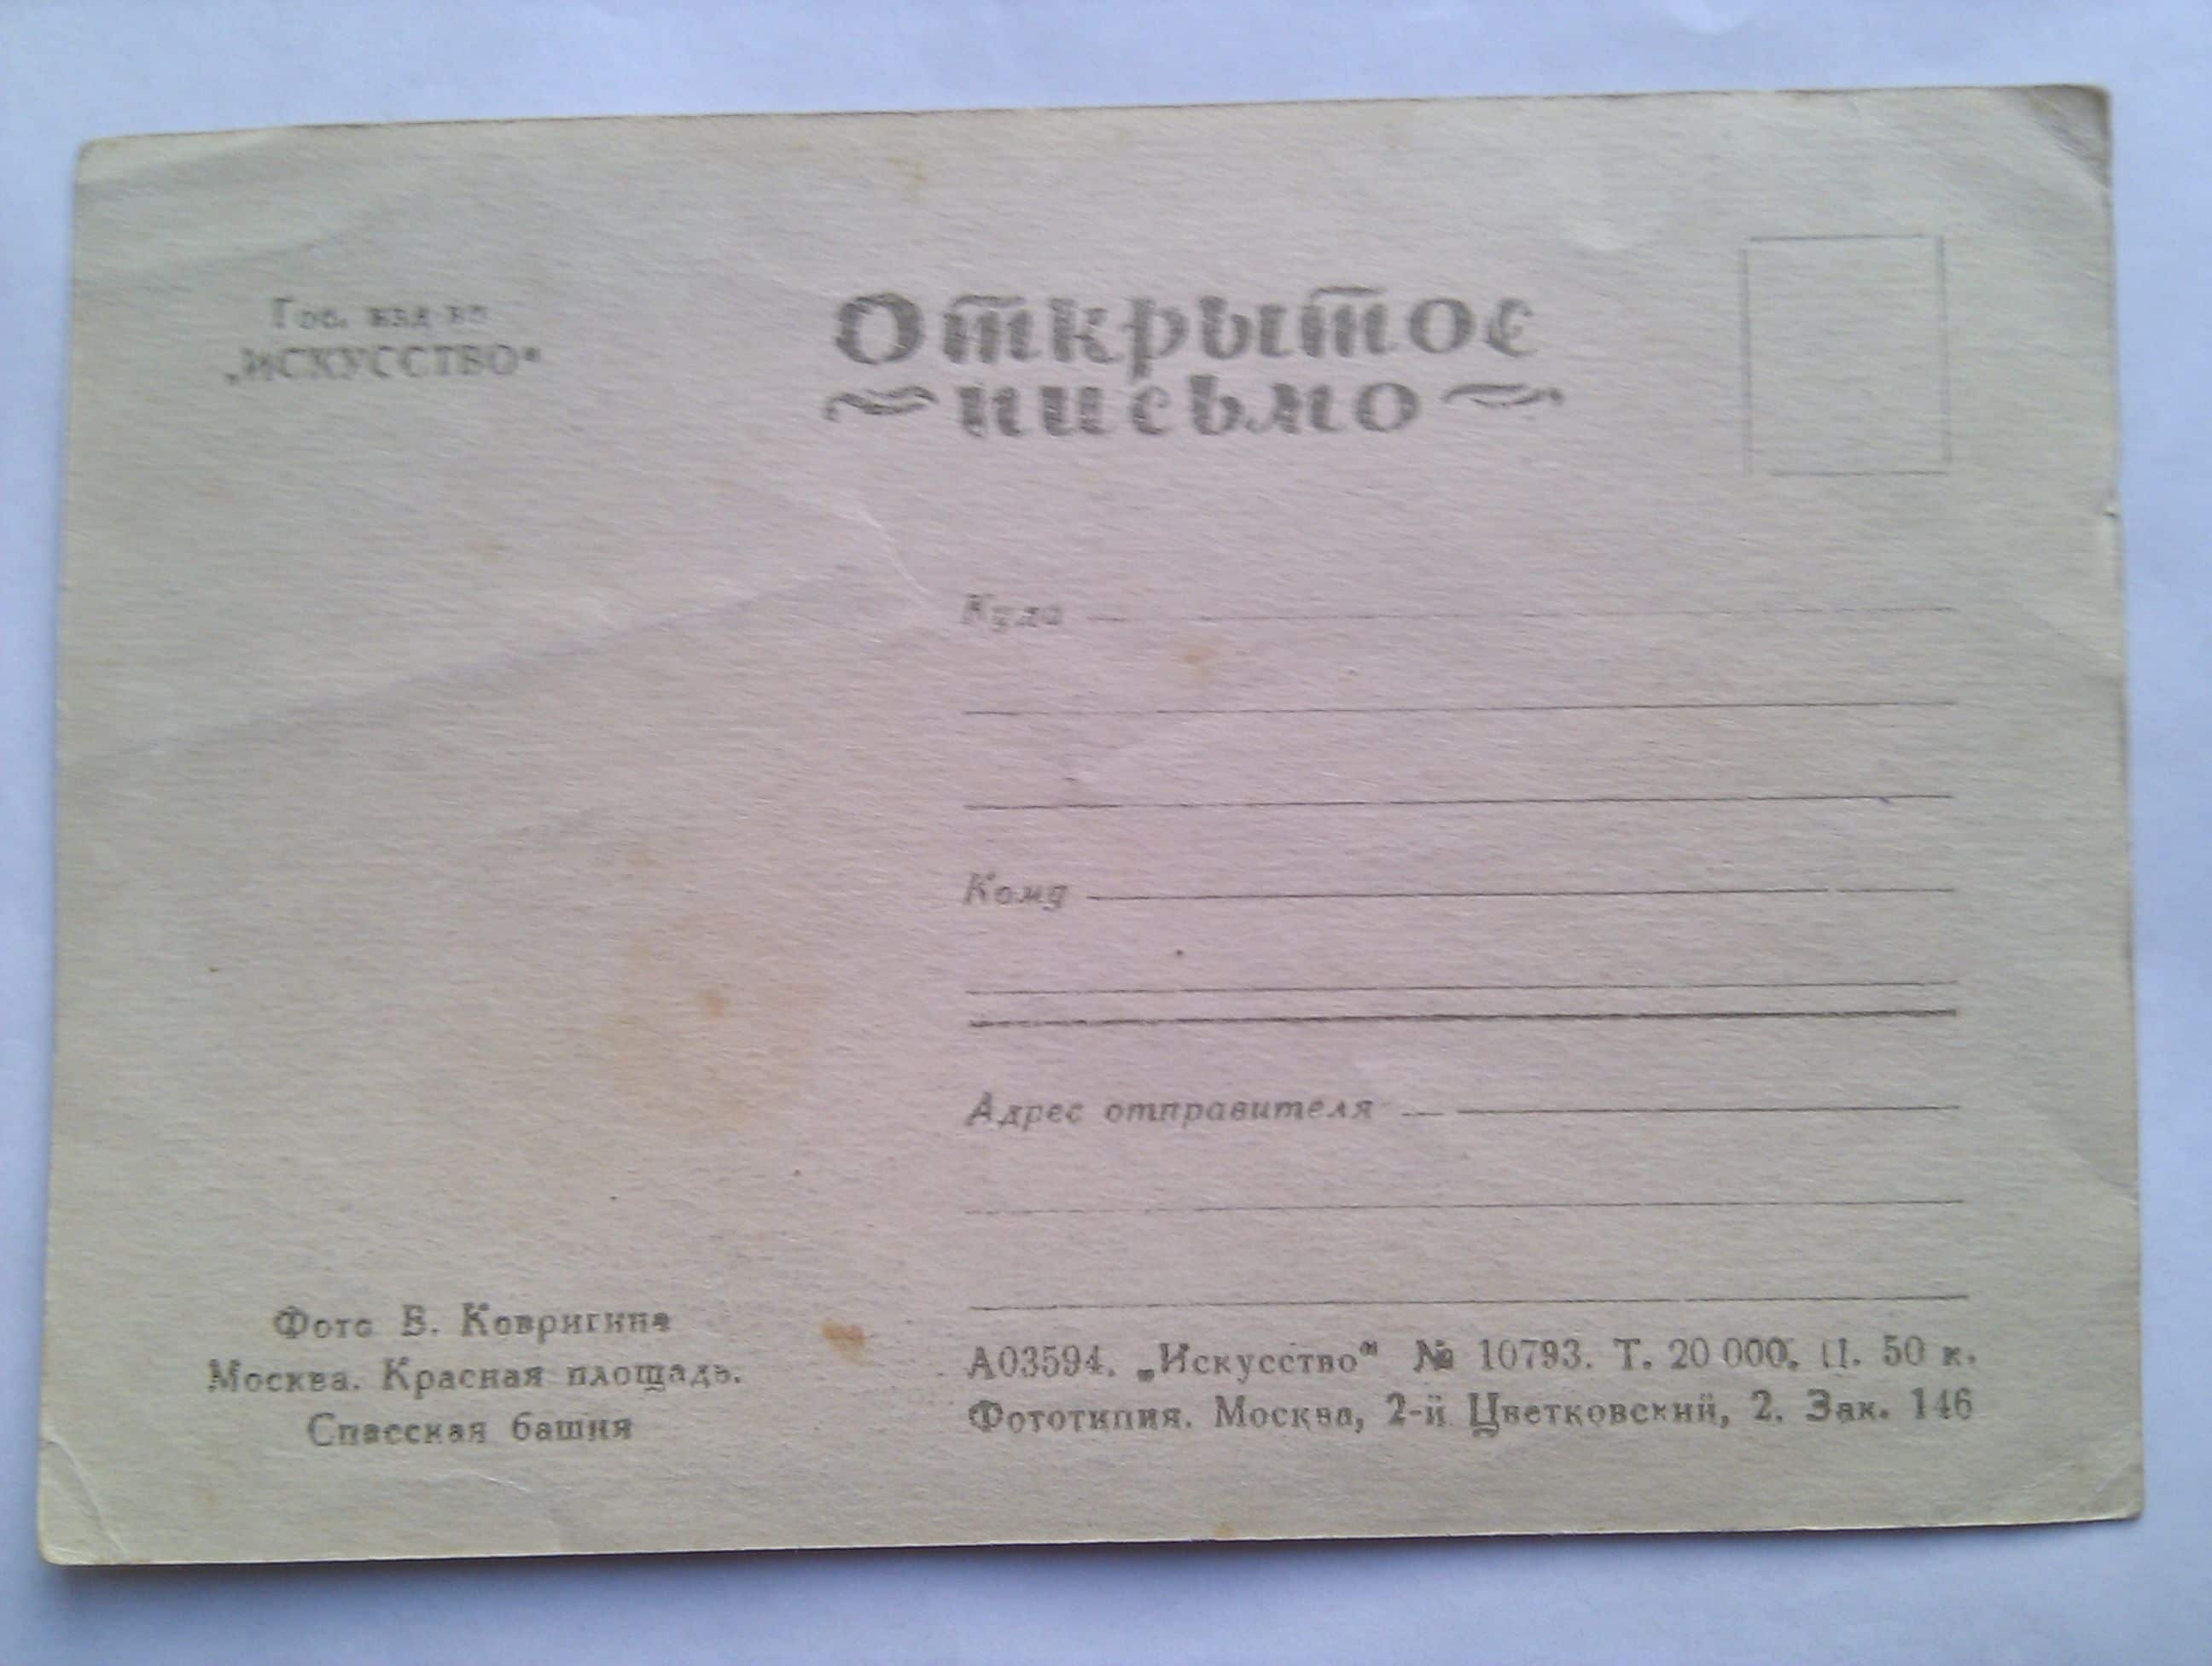 Гос. изд-во
„ИСКУССТВО“
Открытое
письмо
Куда
Кому
Адрес отправителя
Фото В. Ковригина
Москва. Красная площадь.
Спасская башня
А03594. „Искусство“ № 10793. Т. 20 000. Ц. 50 к.
Фототипия. Москва, 2-й Цветковский, 2. Зак. 146